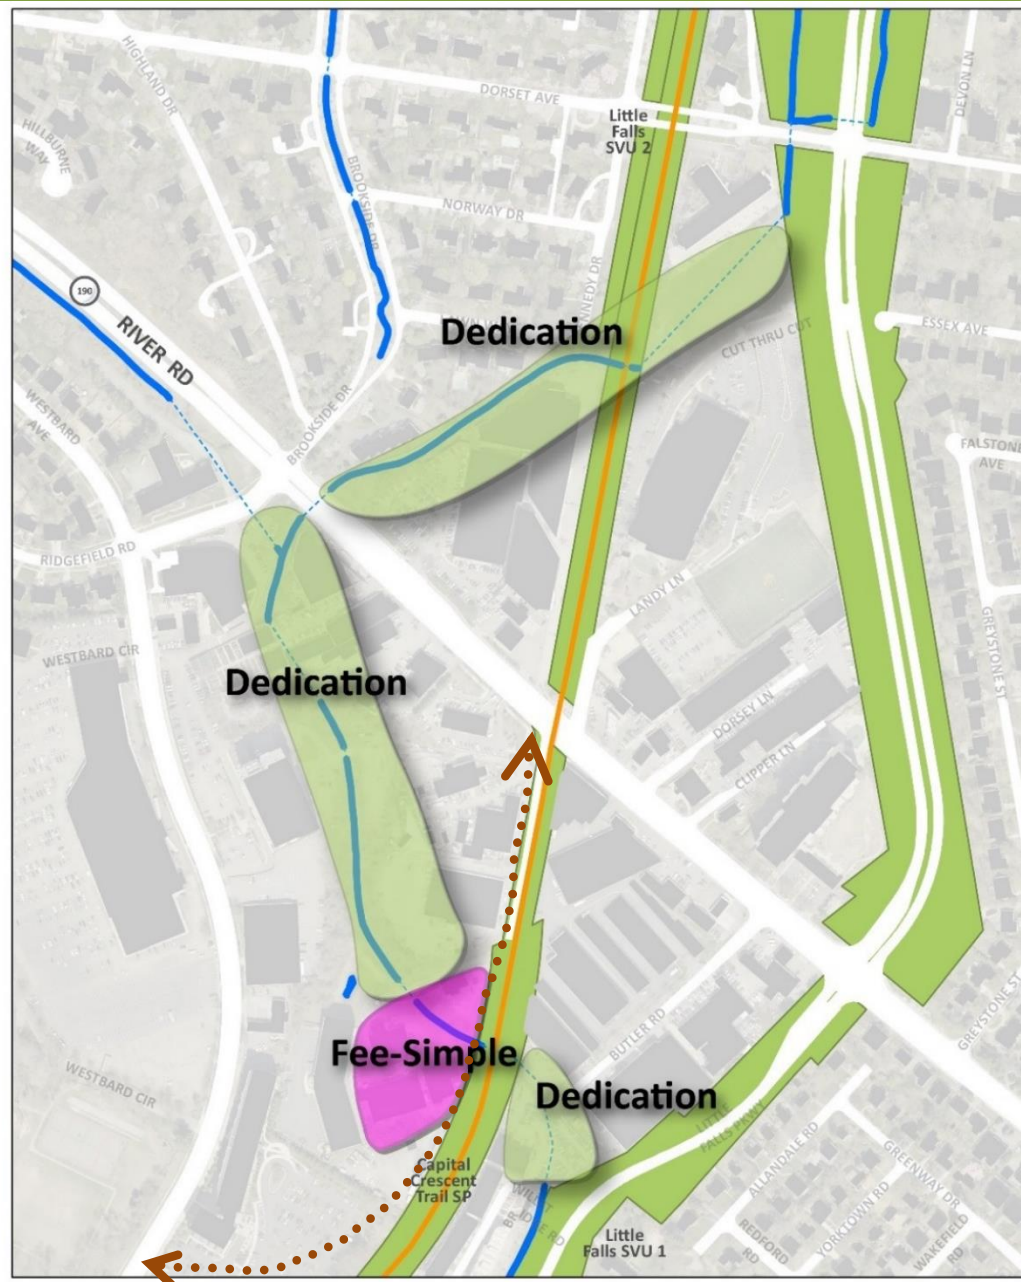 HIGHLAND DR
HILLBURNE
WAY
DORSET AVE
Little
Falls
SVU 2
DEVON LN
BROOKSIDE DR
NORWAY DR
190
RIVER RD
Dedication
CUT THRU CUT
ESSEX AVE
WESTBARD
AVE
BROOKSIDE DR
FALSTONE
AVE
RIDGEFIELD RD
LANDY LN
GREYSTONE ST
WESTBARD CIR
Dedication
DORSEY LN
CLIPPER LN
Fee-Simple
BUTLER RD
GREYSTONE ST
WESTBARD CIR
Dedication
LITTLE
FALLS PKWY
ALLANDALE RD
GREENWAY DR
Capital
Crescent
Trail SP
YORKTOWN RD
WAKEFIELD
RD
REDFORD
RD
Little
Falls SVU 1